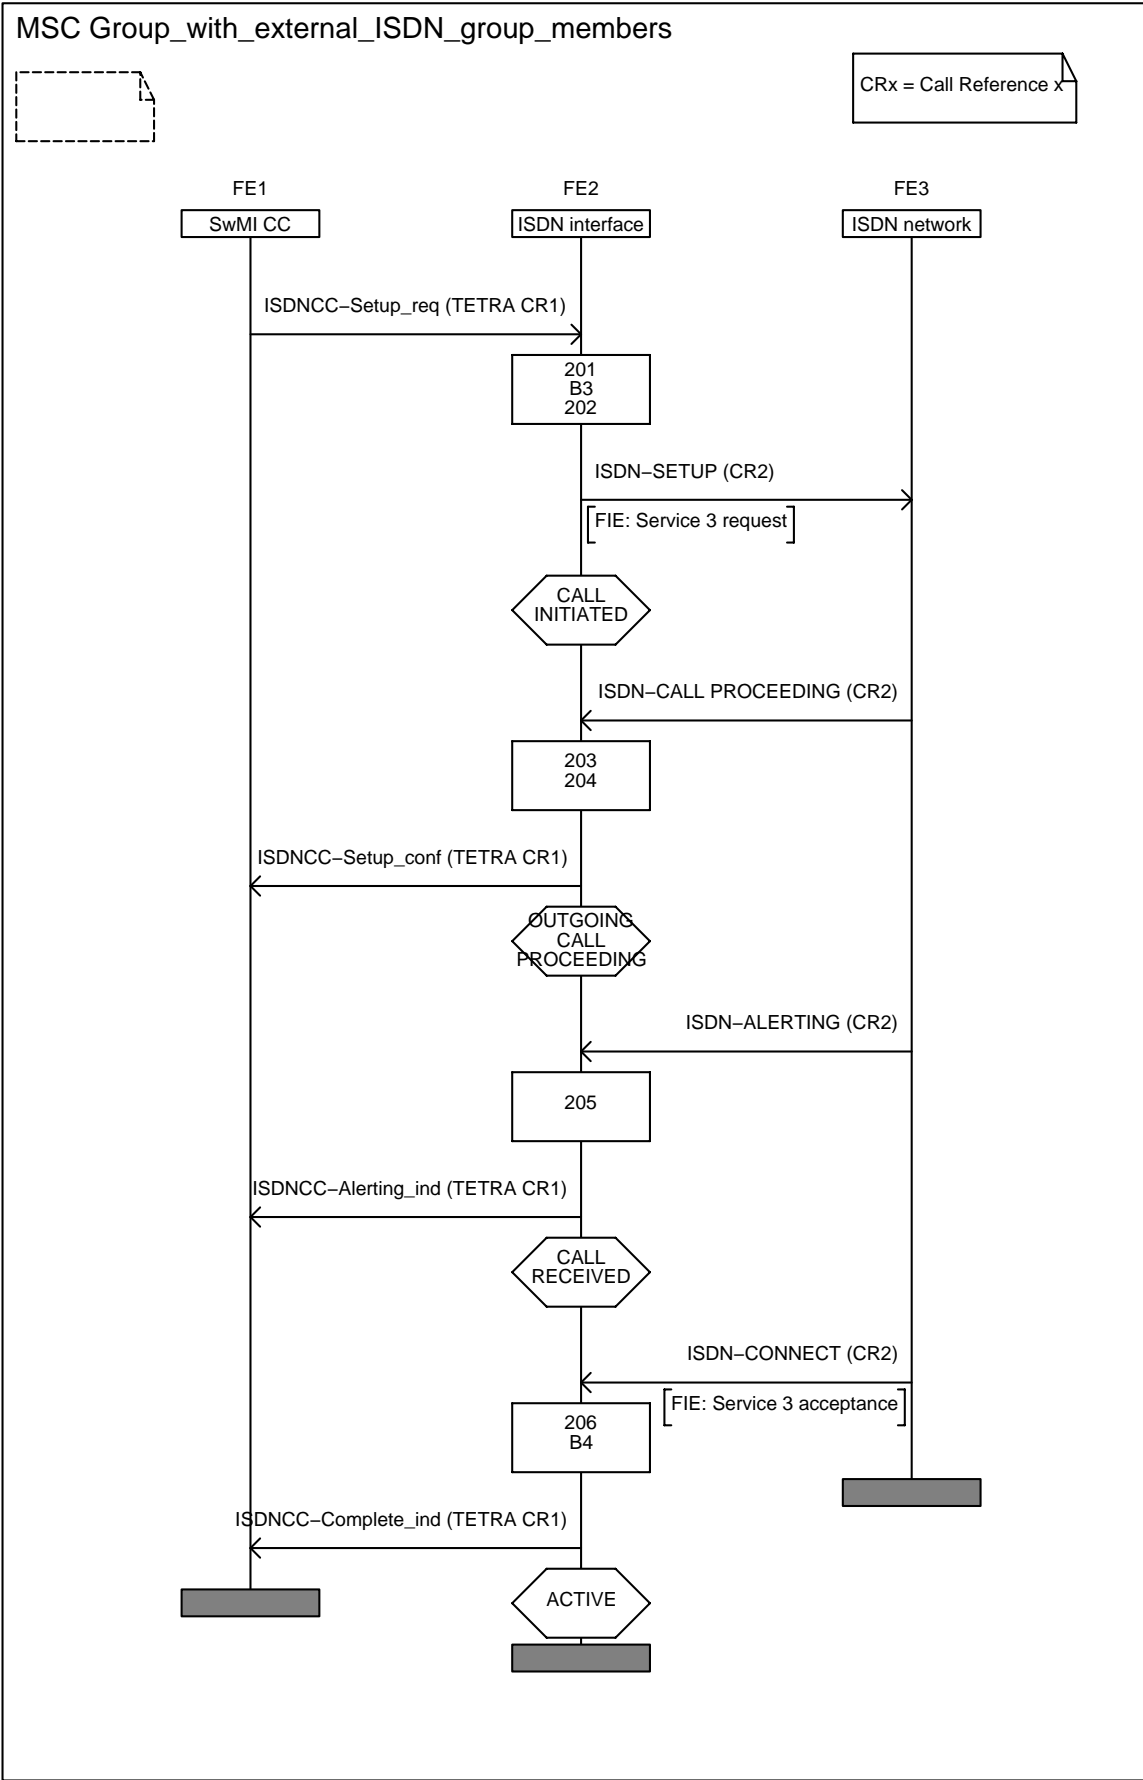 MSC Group_with_external_ISDN_group_members
CRx = Call Reference x
FE1
FE2
FE3
SwMI CC
ISDN interface
ISDN network
ISDNCC−Setup_req (TETRA CR1)
201
B3
202
ISDN−SETUP (CR2)
FIE: Service 3 request
CALL
INITIATED
ISDN−CALL PROCEEDING (CR2)
203
204
ISDNCC−Setup_conf (TETRA CR1)
OUTGOING
CALL
PROCEEDING
ISDN−ALERTING (CR2)
205
ISDNCC−Alerting_ind (TETRA CR1)
CALL
RECEIVED
ISDN−CONNECT (CR2)
FIE: Service 3 acceptance
206
B4
ISDNCC−Complete_ind (TETRA CR1)
ACTIVE